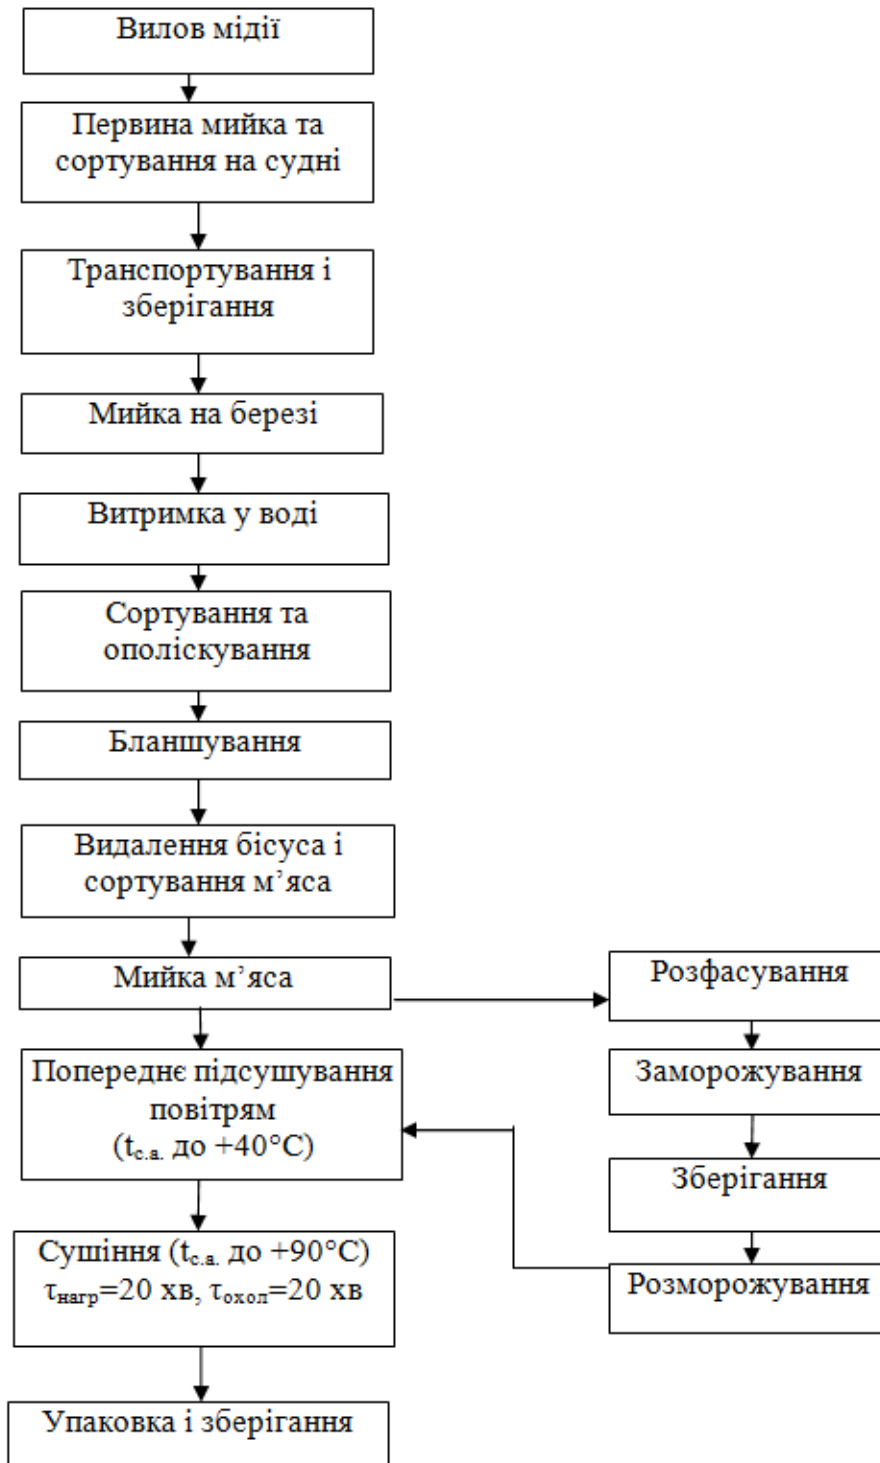 Вилов мідії
Первина мийка та
сортування на судні
Транспортування і
зберігання
Мийка на березі
Витримка у воді
Сортування та
ополіскування
Бланшування
Видалення бісуса і
сортування м’яса
Мийка м’яса
Попереднє підсушування
повітрям
(tс.а. до +40°С)
Сушіння (tс.а. до +90°С)
τнагр=20 хв, τохол=20 хв
Упаковка і зберігання
Розфасування
Заморожування
Зберігання
Розморожування